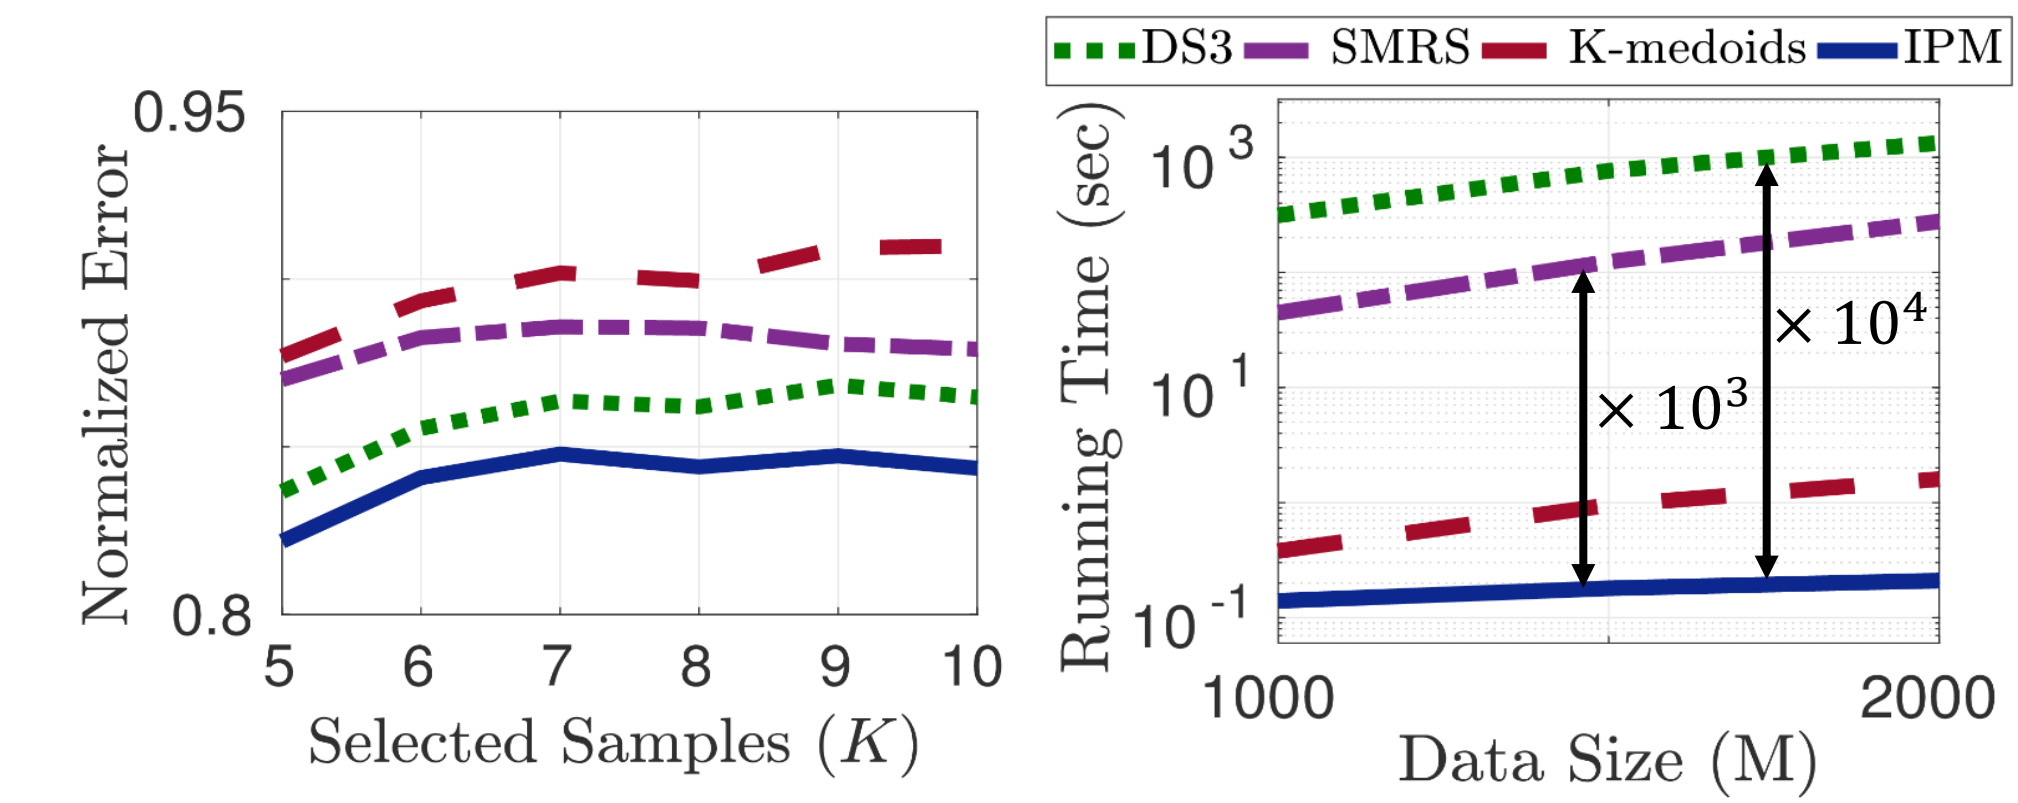 DS3 SMRS K-medoids IPM
0.95
0.8
Normalized Error
5 6 7 8 9 10
Selected Samples (K)
10 3
10 1
10 -1
Running Time (sec)
× 10⁴
× 10³
1000 2000
Data Size (M)